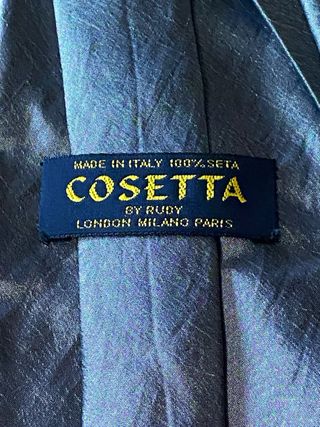 MADE IN ITALY 100% SETA
COSETTA
BY RUDY
LONDON MILANO PARIS